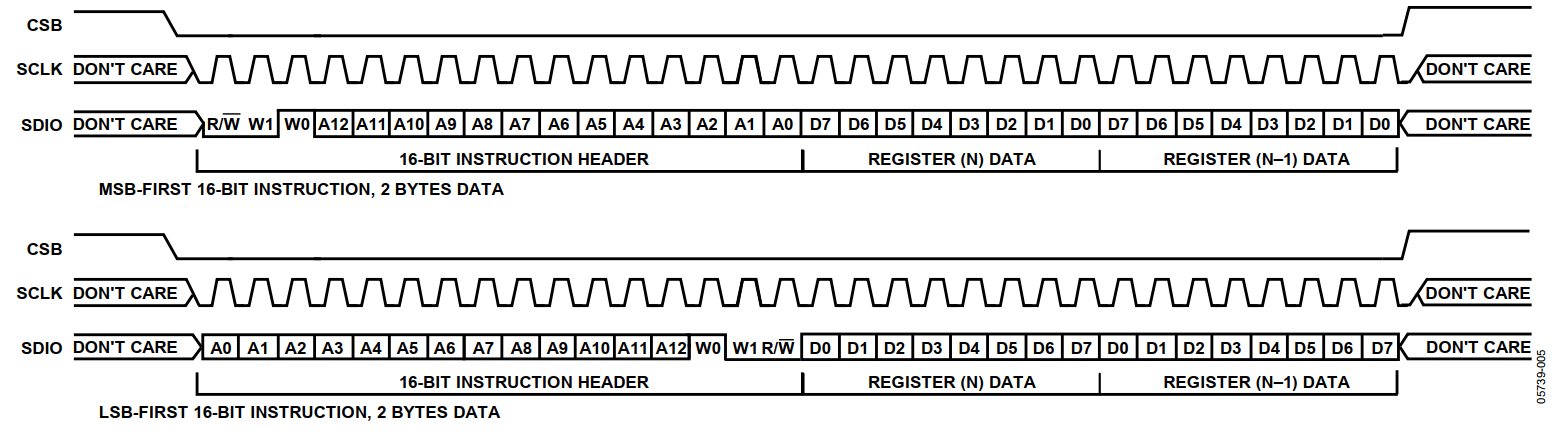 CSB
SCLK DON'T CARE DON'T CARE
SDIO DON'T CARE R/W̅ W1 W0 A12 A11 A10 A9 A8 A7 A6 A5 A4 A3 A2 A1 A0 D7 D6 D5 D4 D3 D2 D1 D0 D7 D6 D5 D4 D3 D2 D1 D0 DON'T CARE
16-BIT INSTRUCTION HEADER REGISTER (N) DATA REGISTER (N–1) DATA
MSB-FIRST 16-BIT INSTRUCTION, 2 BYTES DATA
CSB
SCLK DON'T CARE DON'T CARE
SDIO DON'T CARE A0 A1 A2 A3 A4 A5 A6 A7 A8 A9 A10 A11 A12 W0 W1 R/W̅ D0 D1 D2 D3 D4 D5 D6 D7 D0 D1 D2 D3 D4 D5 D6 D7 DON'T CARE
16-BIT INSTRUCTION HEADER REGISTER (N) DATA REGISTER (N–1) DATA
LSB-FIRST 16-BIT INSTRUCTION, 2 BYTES DATA
05739-005